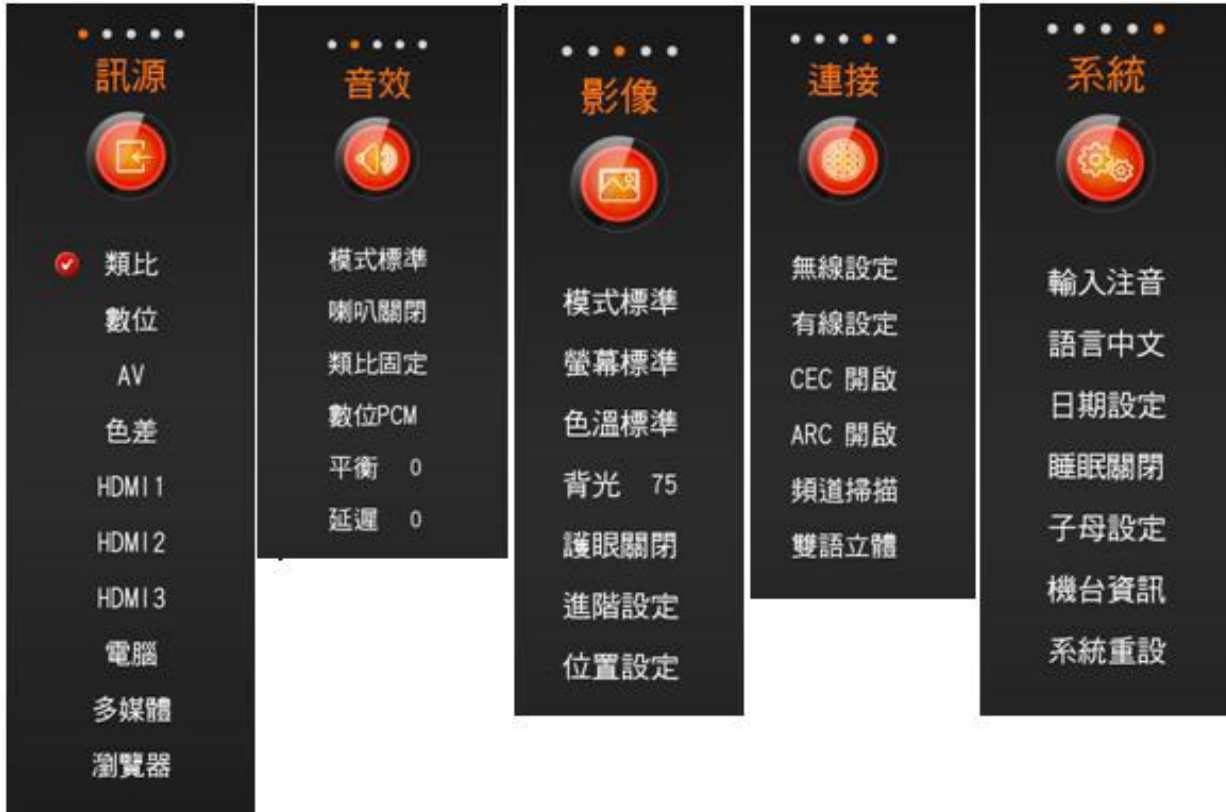 訊源
類比
數位
AV
色差
HDMI1
HDMI2
HDMI3
電腦
多媒體
瀏覽器
音效
模式標準
喇叭關閉
類比固定
數位PCM
平衡 0
延遲 0
影像
模式標準
螢幕標準
色溫標準
背光 75
護眼關閉
進階設定
位置設定
連接
無線設定
有線設定
CEC 開啟
ARC 開啟
頻道掃描
雙語立體
系統
輸入注音
語言中文
日期設定
睡眠關閉
子母設定
機台資訊
系統重設